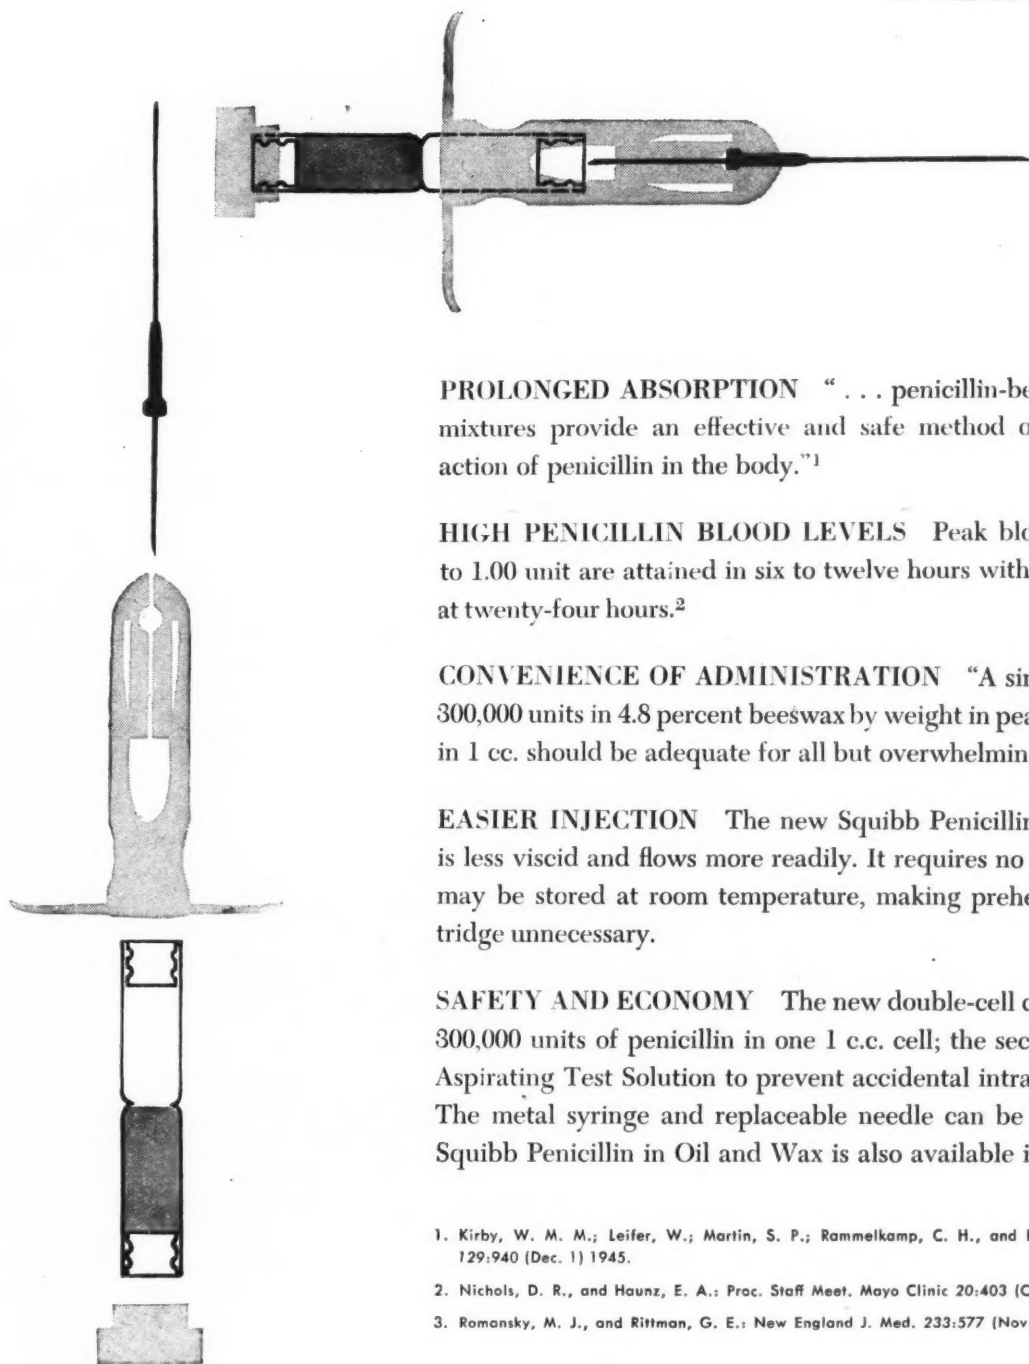 PROLONGED ABSORPTION " . . . penicillin-be
mixtures provide an effective and safe method o
action of penicillin in the body."1
HIGH PENICILLIN BLOOD LEVELS Peak blo
to 1.00 unit are attained in six to twelve hours with
at twenty-four hours.2
CONVENIENCE OF ADMINISTRATION "A sin
300,000 units in 4.8 percent beeswax by weight in pea
in 1 cc. should be adequate for all but overwhelmin
EASIER INJECTION The new Squibb Penicillin
is less viscid and flows more readily. It requires no
may be stored at room temperature, making prehe
tridge unnecessary.
SAFETY AND ECONOMY The new double-cell c
300,000 units of penicillin in one 1 c.c. cell; the sec
Aspirating Test Solution to prevent accidental intra
The metal syringe and replaceable needle can be
Squibb Penicillin in Oil and Wax is also available i
1. Kirby, W. M. M.; Leifer, W.; Martin, S. P.; Rammelkamp, C. H., and
129:940 (Dec. 1) 1945.
2. Nichols, D. R., and Haunz, E. A.: Proc. Staff Meet. Mayo Clinic 20:403 (O
3. Romansky, M. J., and Rittman, G. E.: New England J. Med. 233:577 (Nov